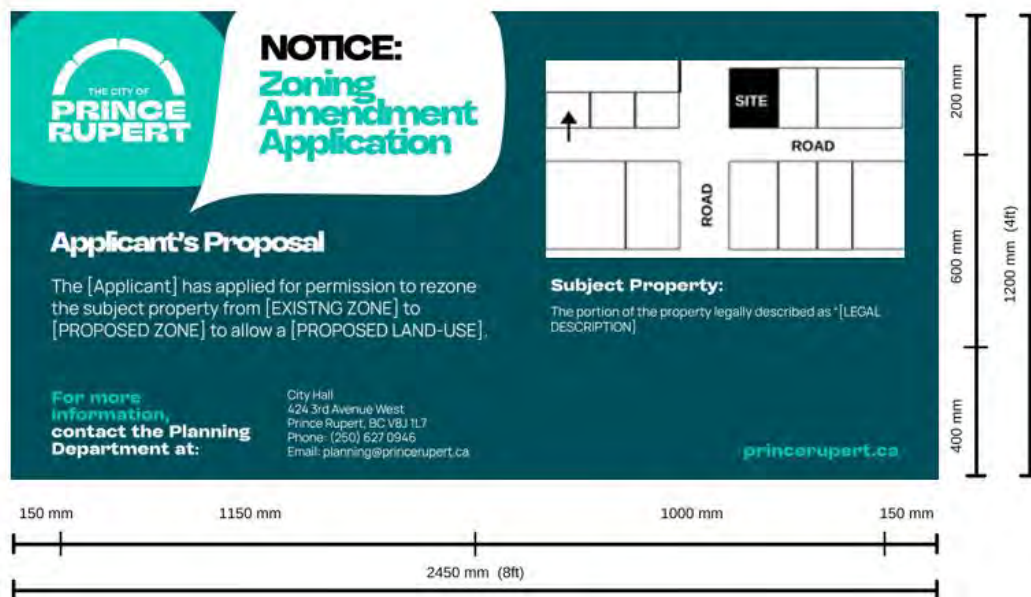 THE CITY OF
PRINCE
RUPERT
NOTICE:
Zoning
Amendment
Application
SITE
ROAD
ROAD
Applicant's Proposal
The [Applicant] has applied for permission to rezone
the subject property from [EXISTNG ZONE] to
[PROPOSED ZONE] to allow a [PROPOSED LAND-USE].
Subject Property:
The portion of the property legally described as "[LEGAL
DESCRIPTION]
For more
information,
contact the Planning
Department at:
City Hall
424 3rd Avenue West
Prince Rupert, BC V8J 1L7
Phone: (250) 627 0946
Email: planning@princerupert.ca
princerupert.ca
200 mm
600 mm
400 mm
1200 mm (4ft)
150 mm
1150 mm
1000 mm
150 mm
2450 mm (8ft)